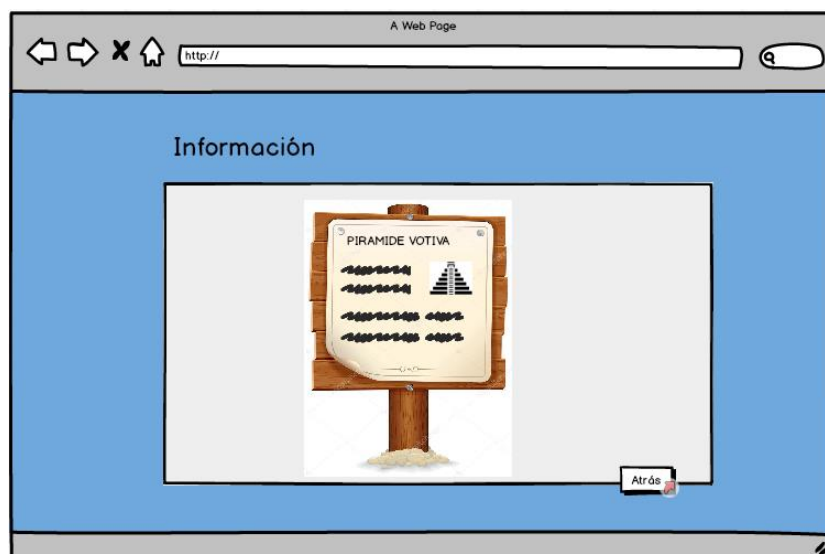 A Web Page
http://
Información
PIRAMIDE VOTIVA
Atrás